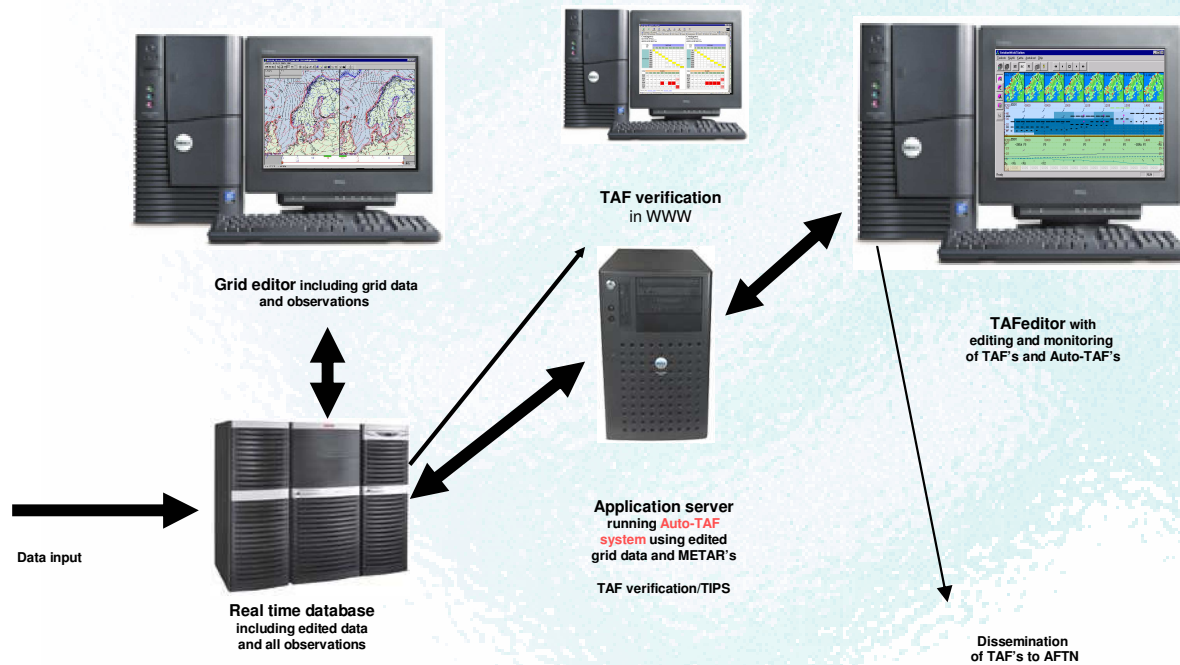 TAF verification
in WWW
Grid editor including grid data
and observations
TAFeditor with
editing and monitoring
of TAF's and Auto-TAF's
Data input
Application server
running Auto-TAF
system using edited
grid data and METAR's
TAF verification/TIPS
Real time database
including edited data
and all observations
Dissemination
of TAF's to AFTN